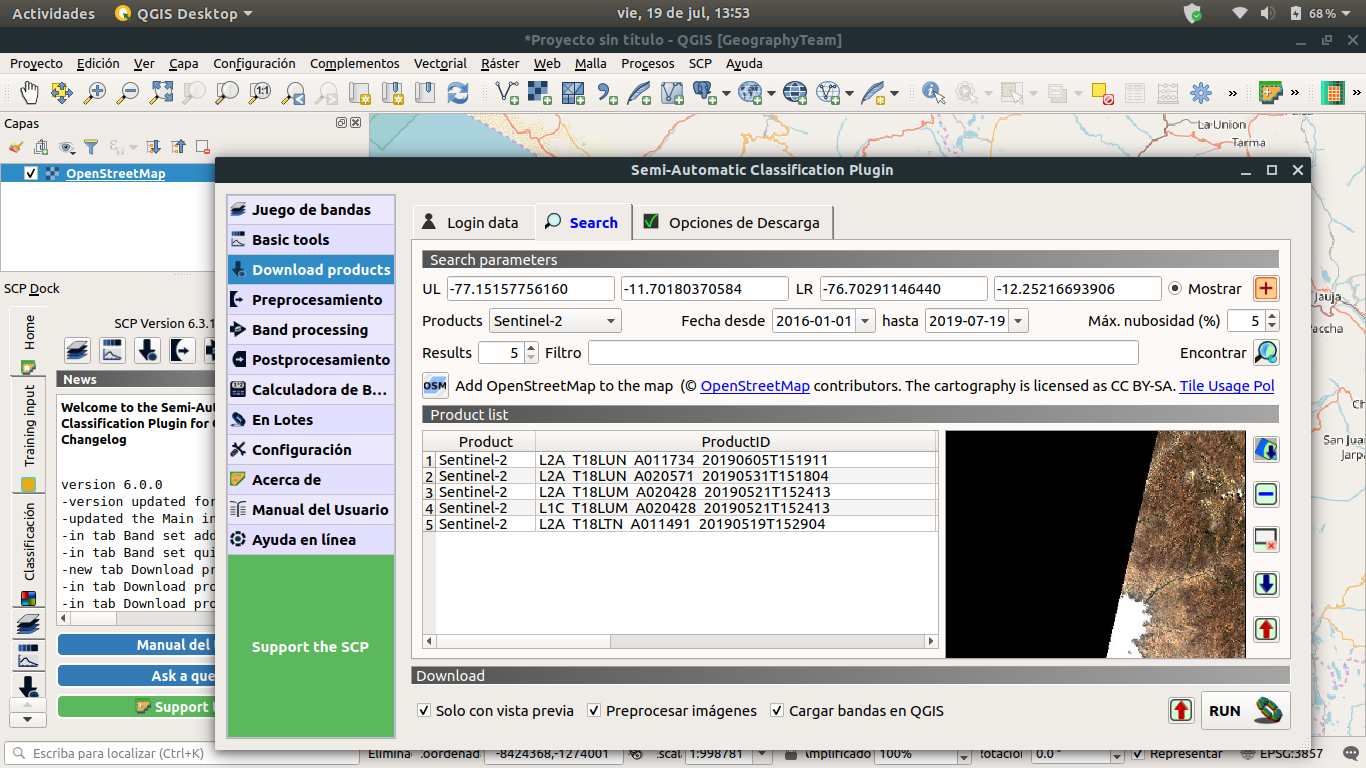 Actividades QGIS Desktop vie, 19 de jul, 13:53 68 %
*Proyecto sin título - QGIS [GeographyTeam]
Proyecto Edición Ver Capa Configuración Complementos Vectorial Ráster Web Malla Procesos SCP Ayuda
1:1
» » »
Capas
OpenStreetMap
La Union
Tarma
Jauja
Paccha
San Juan
Jarpa
SCP Dock
SCP Version 6.3.1
Home
Training input
Classificación
News
Welcome to the Semi-Aut
Classification Plugin for Q
Changelog
version 6.0.0
-version updated for
-updated the Main in
-in tab Band set add
-in tab Band set qui
-new tab Download pr
-in tab Download pro
-in tab Download pro
Manual del
Ask a que
Support
Semi-Automatic Classification Plugin
Juego de bandas
Basic tools
Download products
Preprocesamiento
Band processing
Postprocesamiento
Calculadora de B...
En Lotes
Configuración
Acerca de
Manual del Usuario
Ayuda en línea
Support the SCP
Login data Search Opciones de Descarga
Search parameters
UL -77.15157756160 -11.70180370584 LR -76.70291146440 -12.25216693906 Mostrar +
Products Sentinel-2 Fecha desde 2016-01-01 hasta 2019-07-19 Máx. nubosidad (%) 5
Results 5 Filtro Encontrar
OSM Add OpenStreetMap to the map (© OpenStreetMap contributors. The cartography is licensed as CC BY-SA. Tile Usage Pol
Product list
Product ProductID
1 Sentinel-2 L2A_T18LUN_A011734_20190605T151911
2 Sentinel-2 L2A_T18LUN_A020571_20190531T151804
3 Sentinel-2 L2A_T18LUM_A020428_20190521T152413
4 Sentinel-2 L1C_T18LUM_A020428_20190521T152413
5 Sentinel-2 L2A_T18LTN_A011491_20190519T152904
Download
Solo con vista previa Preprocesar imágenes Cargar bandas en QGIS RUN
Escriba para localizar (Ctrl+K) Elimina .oordenad -8424368,-1274001 .scal 1:998781 mplificado 100% Rotación 0.0 ° Representar EPSG:3857